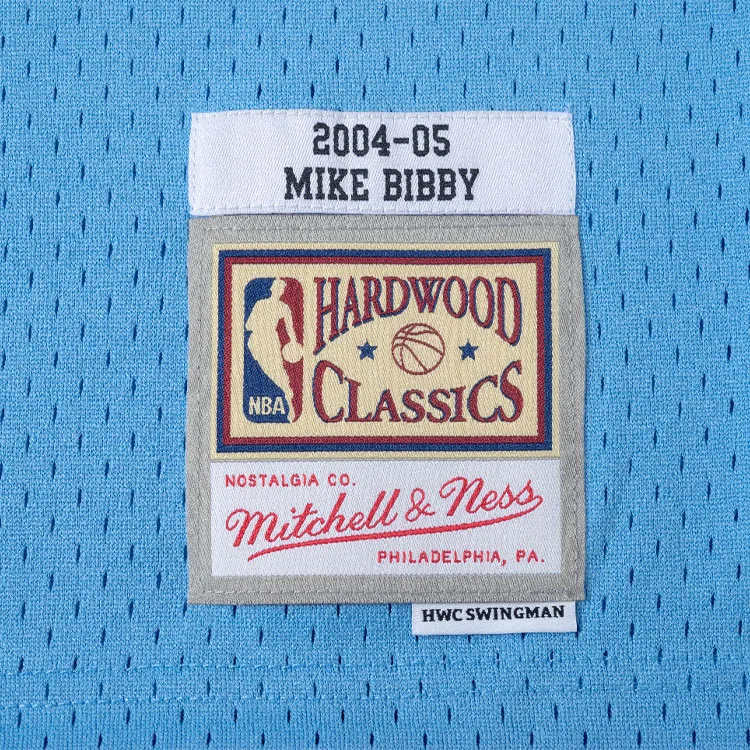 2004-05
MIKE BIBBY
HARDWOOD
CLASSICS
NBA
NOSTALGIA CO.
Mitchell & Ness
PHILADELPHIA, PA.
HWC SWINGMAN